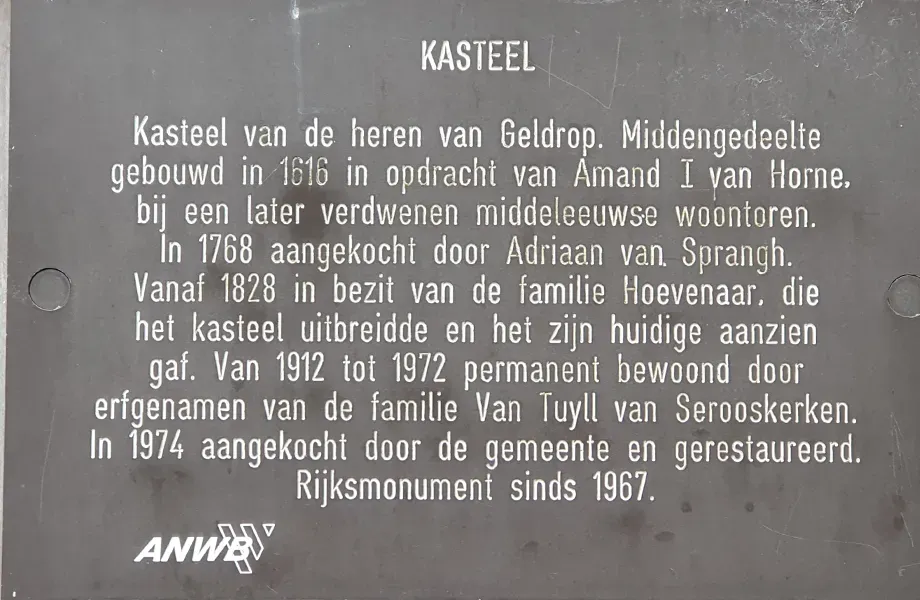 KASTEEL
Kasteel van de heren van Geldrop. Middengedeelte
gebouwd in 1616 in opdracht van Amand I van Horne,
bij een later verdwenen middeleeuwse woontoren.
In 1768 aangekocht door Adriaan van Sprangh.
Vanaf 1828 in bezit van de familie Hoevenaar, die
het kasteel uitbreidde en het zijn huidige aanzien
gaf. Van 1912 tot 1972 permanent bewoond door
erfgenamen van de familie Van Tuyll van Serooskerken.
In 1974 aangekocht door de gemeente en gerestaureerd.
Rijksmonument sinds 1967.
ANWB